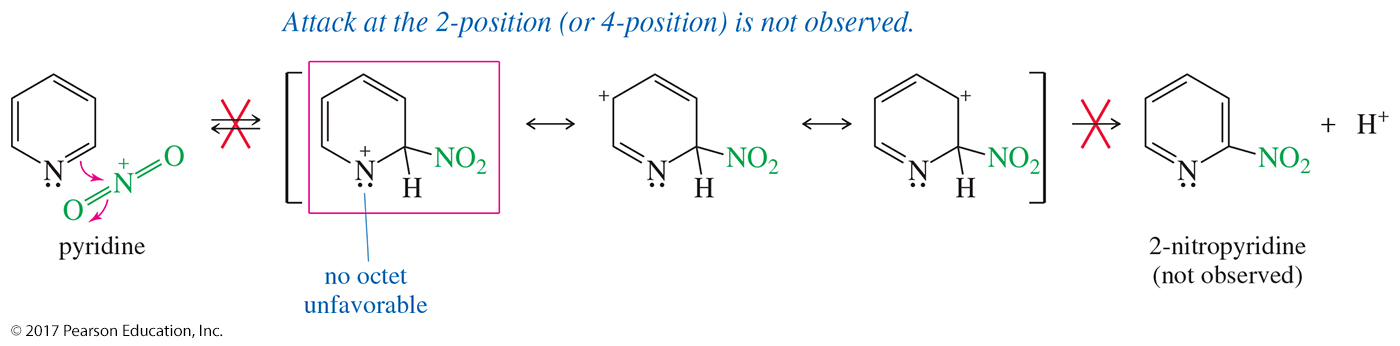 Attack at the 2-position (or 4-position) is not observed.
N
N
+
O
O
pyridine
+
N
NO2
H
no octet
unfavorable
+
N
NO2
H
+
N
NO2
H
N
NO2
+ H+
2-nitropyridine
(not observed)
© 2017 Pearson Education, Inc.